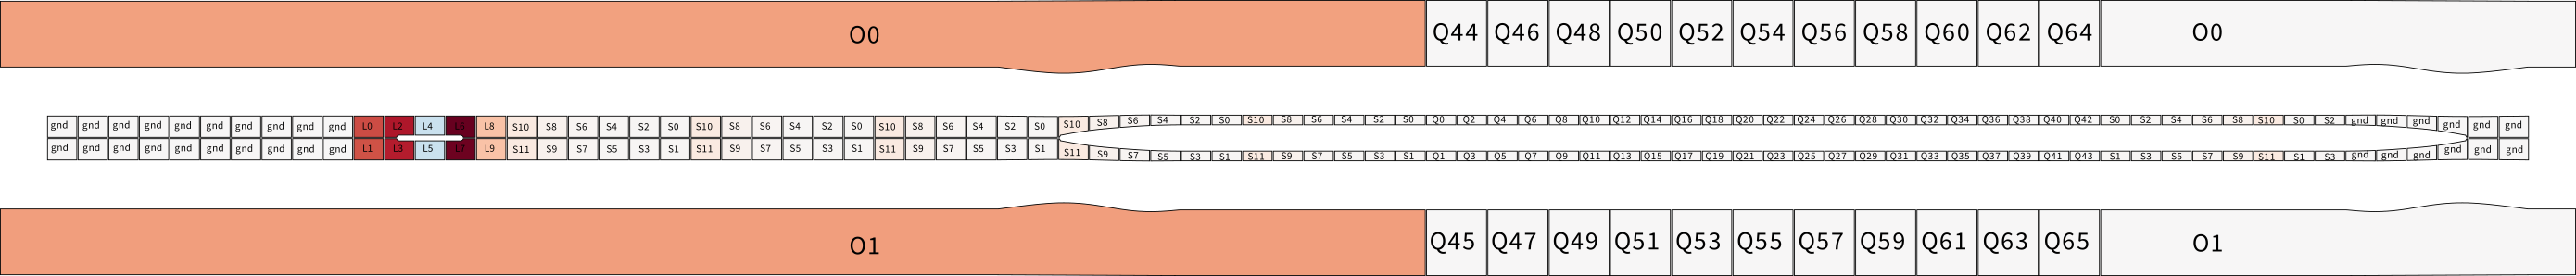 O0 Q44 Q46 Q48 Q50 Q52 Q54 Q56 Q58 Q60 Q62 Q64 O0
gnd gnd gnd gnd gnd gnd gnd gnd gnd gnd L0 L2 L4 L6 L8 S10 S8 S6 S4 S2 S0 S10 S8 S6 S4 S2 S0 S10 S8 S6 S4 S2 S0 S10 S8 S6 S4 S2 S0 S10 S8 S6 S4 S2 S0 Q0 Q2 Q4 Q6 Q8 Q10 Q12 Q14 Q16 Q18 Q20 Q22 Q24 Q26 Q28 Q30 Q32 Q34 Q36 Q38 Q40 Q42 S0 S2 S4 S6 S8 S10 S0 S2 gnd gnd gnd gnd gnd gnd
gnd gnd gnd gnd gnd gnd gnd gnd gnd gnd L1 L3 L5 L7 L9 S11 S9 S7 S5 S3 S1 S11 S9 S7 S5 S3 S1 S11 S9 S7 S5 S3 S1 S11 S9 S7 S5 S3 S1 S11 S9 S7 S5 S3 S1 Q1 Q3 Q5 Q7 Q9 Q11 Q13 Q15 Q17 Q19 Q21 Q23 Q25 Q27 Q29 Q31 Q33 Q35 Q37 Q39 Q41 Q43 S1 S3 S5 S7 S9 S11 S1 S3 gnd gnd gnd gnd gnd gnd
O1 Q45 Q47 Q49 Q51 Q53 Q55 Q57 Q59 Q61 Q63 Q65 O1